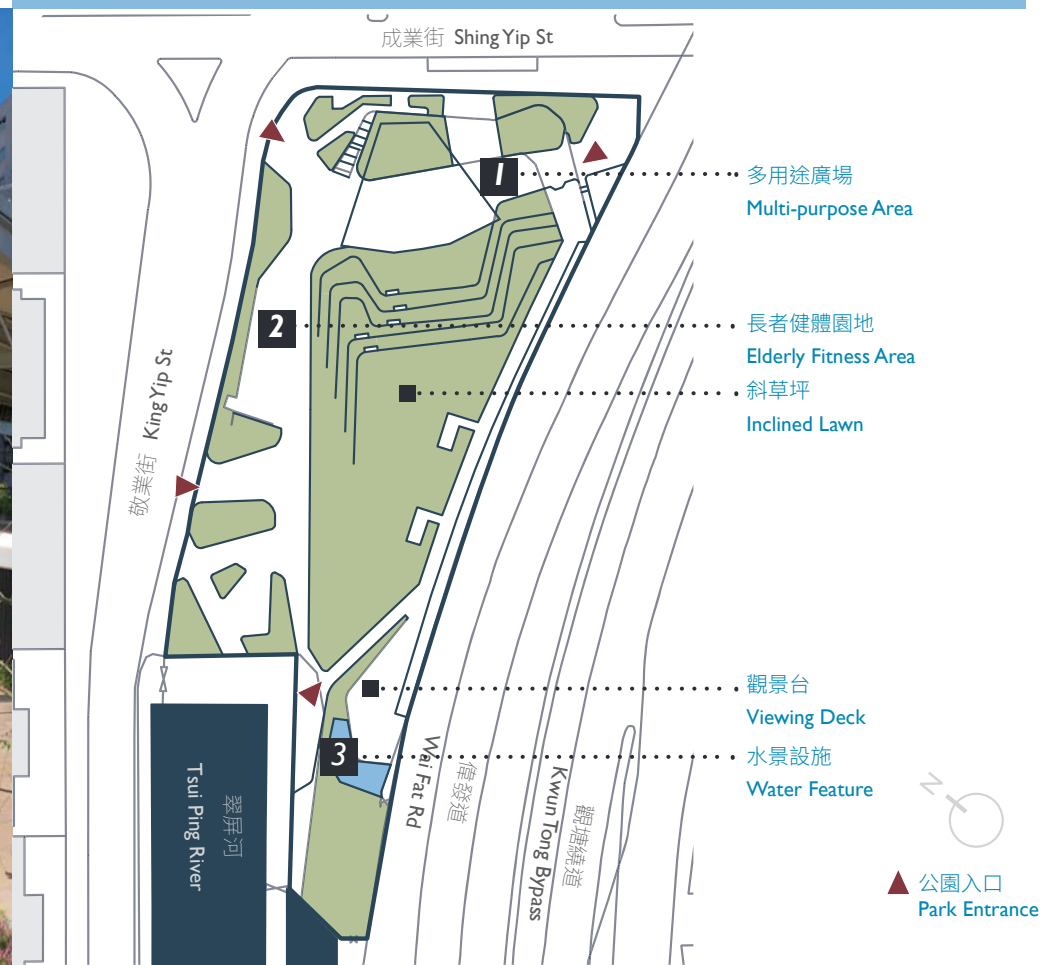 成業街 Shing Yip St
1
多用途廣場
Multi-purpose Area
2
長者健體園地
Elderly Fitness Area
斜草坪
Inclined Lawn
敬業街 King Yip St
觀景台
Viewing Deck
3
水景設施
Water Feature
Wai Fat Rd
偉發道
Kwun Tong Bypass
觀塘繞道
翠屏河
Tsui Ping River
N
公園入口
Park Entrance